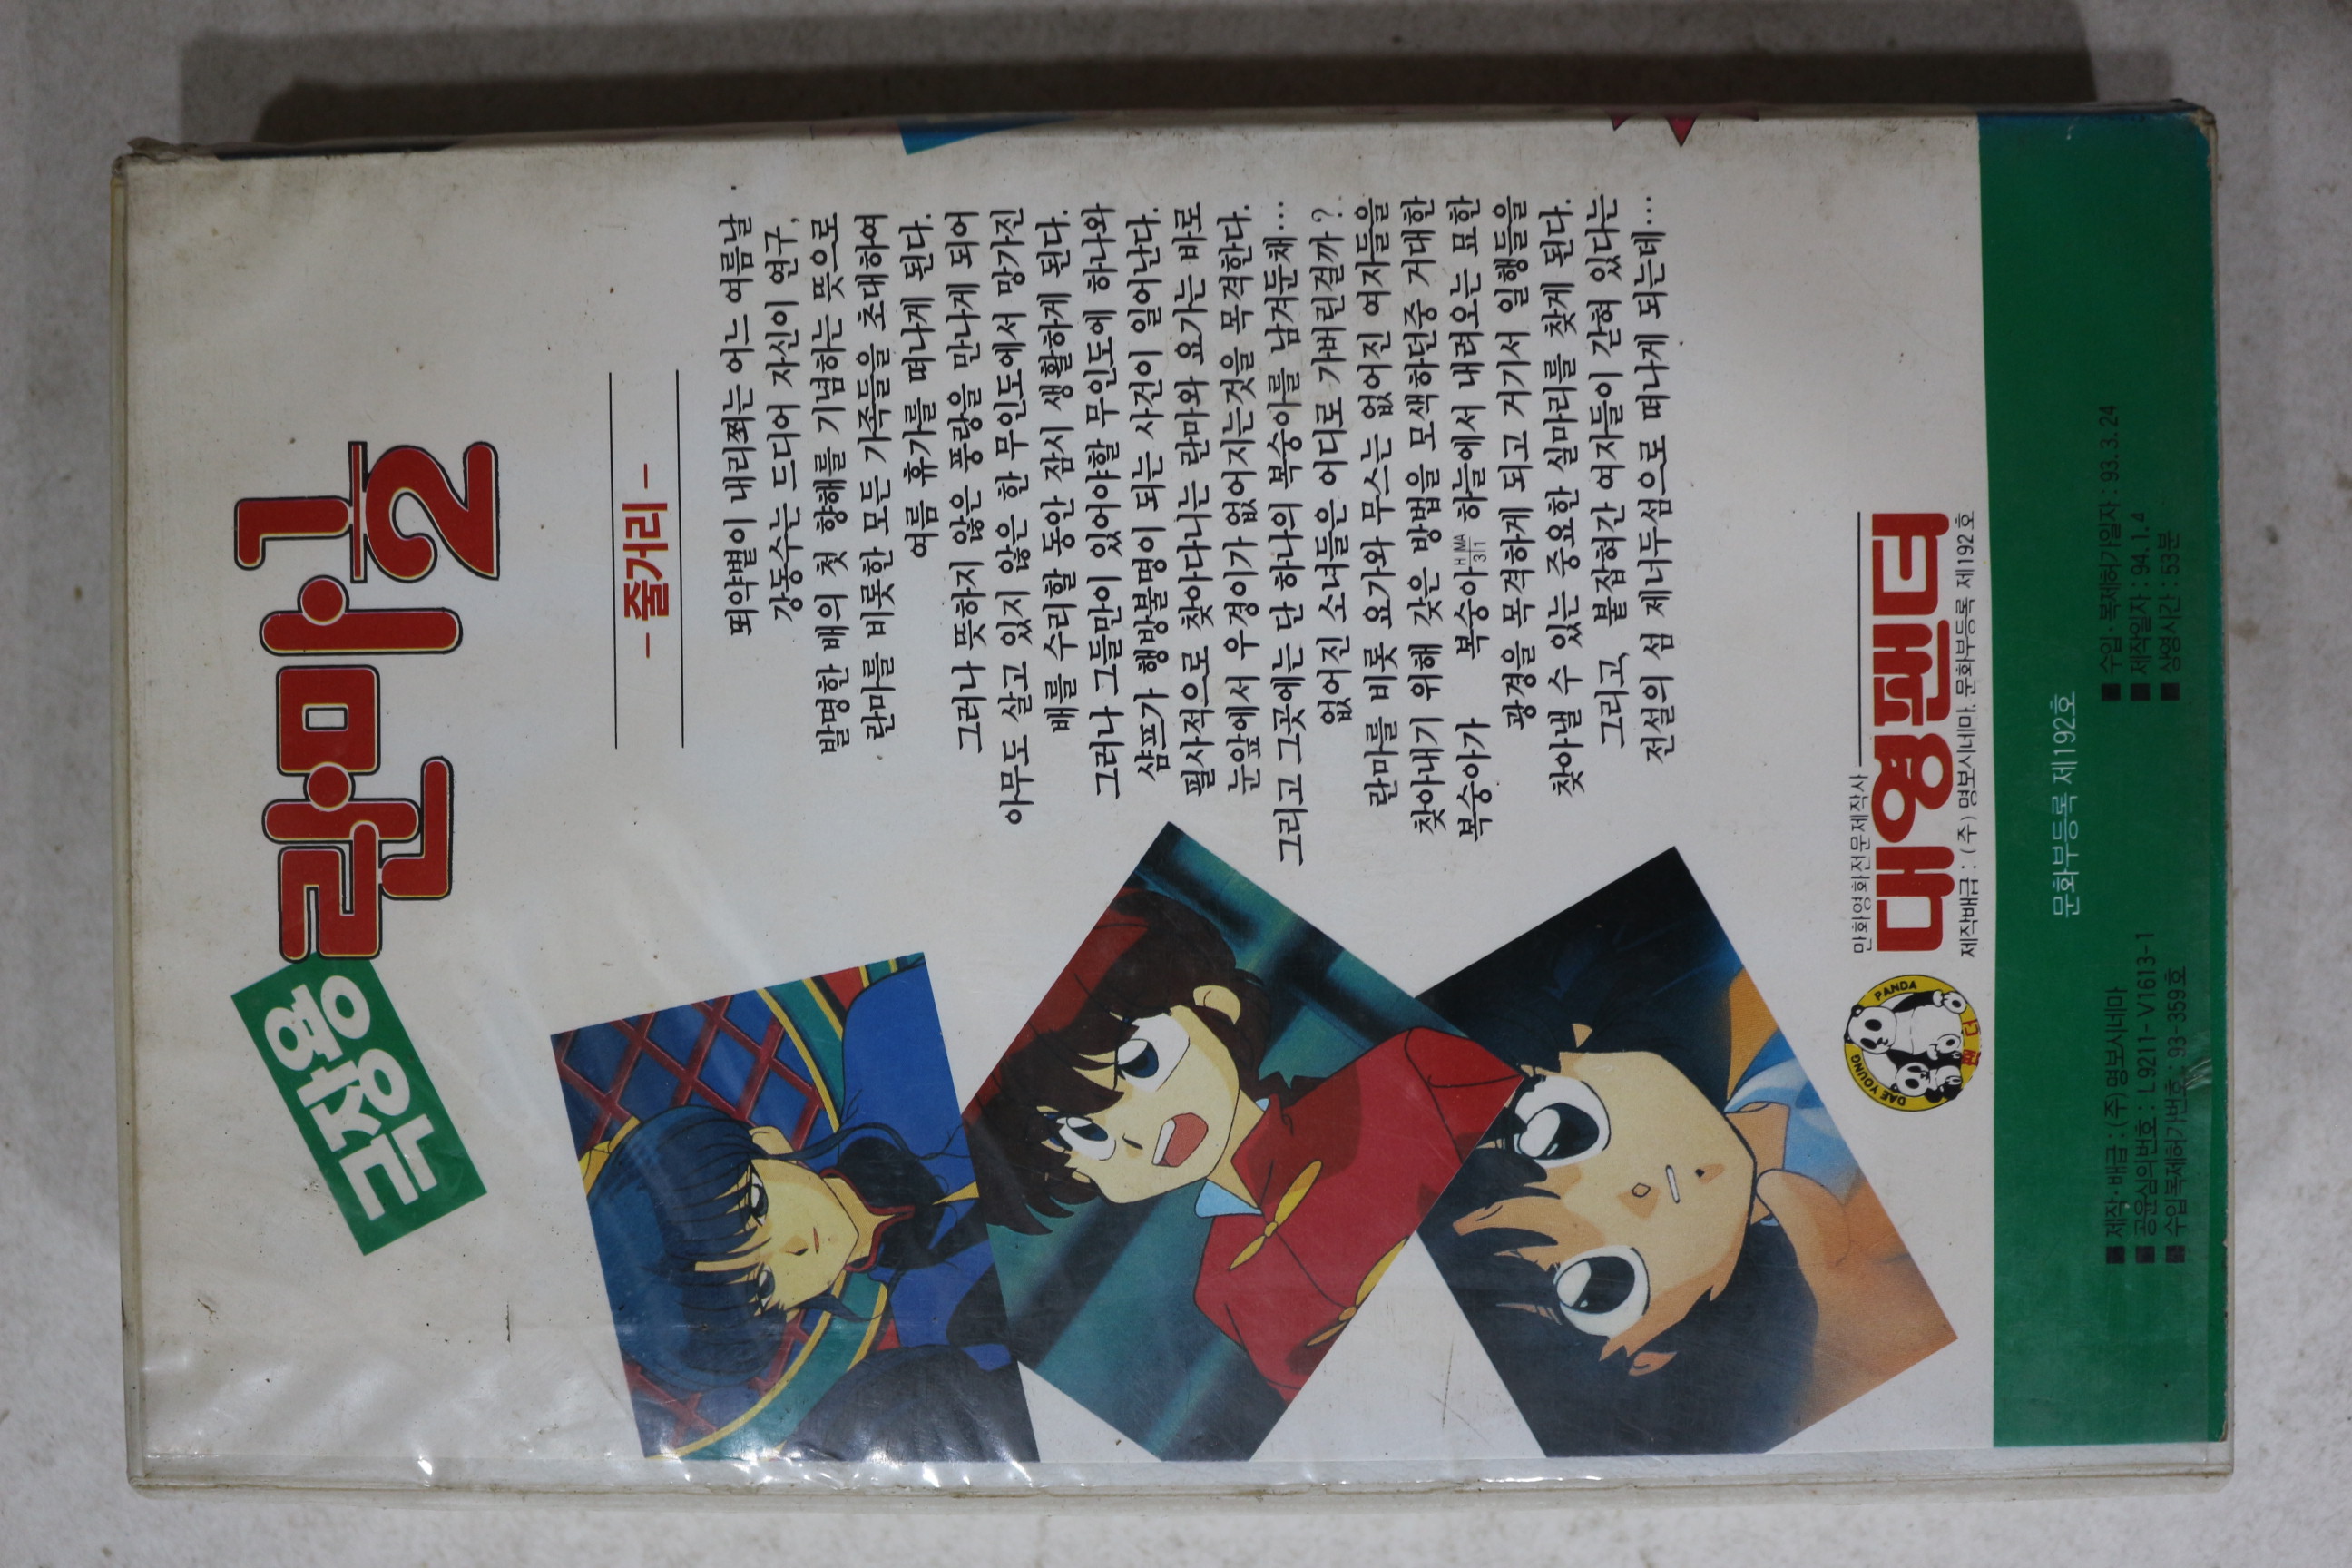 극장용
란마 1/2
– 줄거리 –
뙤약볕이 내리쬐는 어느 여름날
강동수는 드디어 자신이 연구,
발명한 배의 첫 항해를 기념하는 뜻으로
란마를 비롯한 모든 가족들을 초대하여
여름 휴가를 떠나게 된다.
그러나 뜻하지 않은 풍랑을 만나게 되어
아무도 살고 있지 않은 한 무인도에서 망가진
배를 수리할 동안 잠시 생활하게 된다.
그러나 그들만이 있어야할 무인도에 하나와
샴프가 행방불명이 되는 사건이 일어난다.
필사적으로 찾아다니는 란마와 요가는 바로
눈앞에서 우경이가 없어지는것을 목격한다.
그리고 그곳에는 단 하나의 복숭아를 남겨둔채…
없어진 소녀들은 어디로 가버린걸까?
란마를 비롯 요가와 무스는 없어진 여자들을
찾아내기 위해 갖은 방법을 모색하던중 거대한
복숭아가 복숭아 하늘에서 내려오는 묘한
광경을 목격하게 되고 거기서 일행들을
찾아낼 수 있는 중요한 실마리를 찾게 된다.
그리고, 붙잡혀간 여자들이 갇혀 있다는
전설의 섬 제너두섬으로 떠나게 되는데…
DAE YOUNG PANDA
팬더
만화영화전문제작사
대영팬더
제작배급 : (주)명보시네마. 문화부등록 제192호
문화부등록 제192호
■ 제작·배급 : (주)명보시네마
■ 공윤심의번호 : L9211-V1613-1
■ 수입복제허가번호 : 93-359호
■ 수입·복제허가일자 : 93.3.24
■ 제작일자 : 94.1.4
■ 상영시간 : 53분